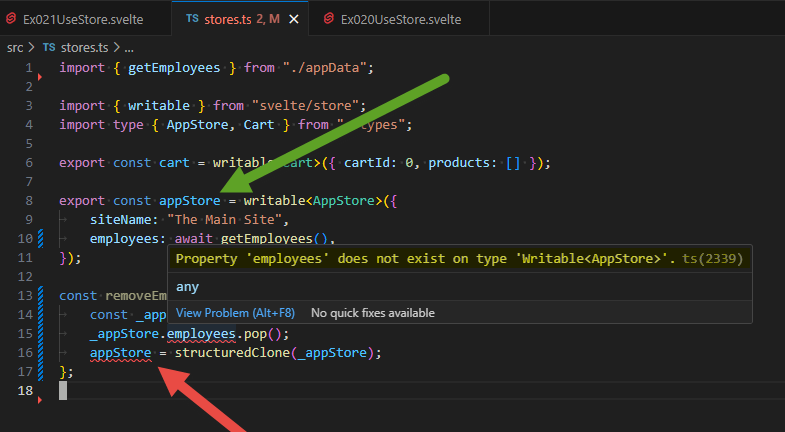 Ex021UseStore.svelte TS stores.ts 2, M Ex020UseStore.svelte
src > TS stores.ts > ...
1 import { getEmployees } from "./appData";
2
3 import { writable } from "svelte/store";
4 import type { AppStore, Cart } from "types";
5
6 export const cart = writable Cart>({ cartId: 0, products: [] });
7
8 export const appStore = writable<AppStore>({
9 siteName: "The Main Site",
10 employees: await getEmployees(),
11 });
Property 'employees' does not exist on type 'Writable<AppStore>'. ts(2339)
12
any
13 const removeEm
View Problem (Alt+F8) No quick fixes available
14 const _app
15 _appStore.employees.pop();
16 appStore = structuredClone(_appStore);
17 };
18